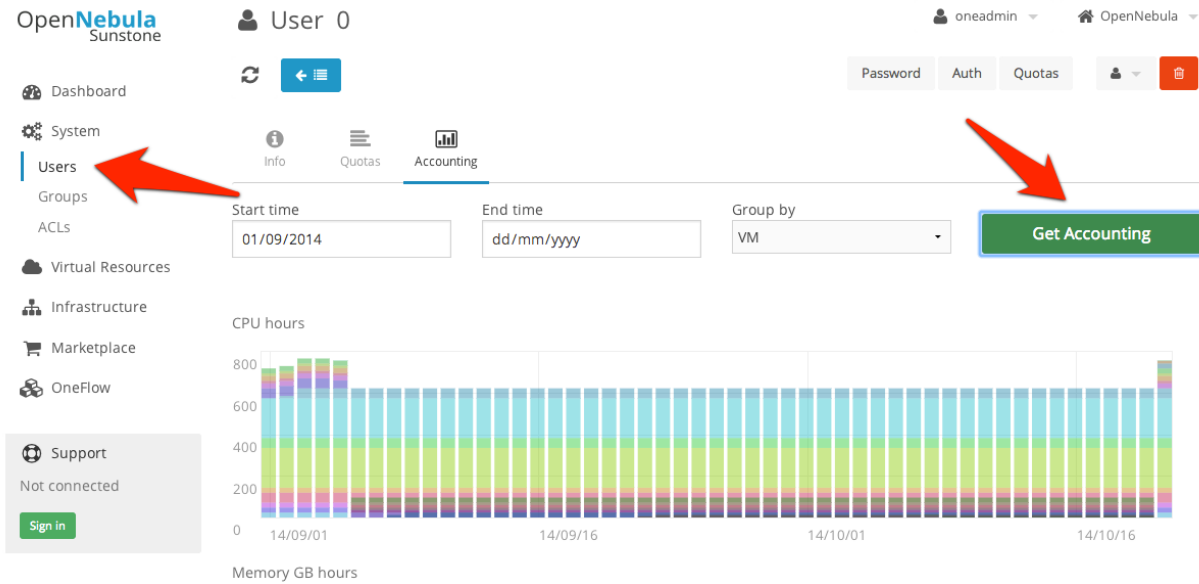 OpenNebula
Sunstone
User 0
oneadmin
OpenNebula
Password
Auth
Quotas
Dashboard
System
Users
Groups
ACLs
Virtual Resources
Infrastructure
Marketplace
OneFlow
Support
Not connected
Sign in
Info
Quotas
Accounting
Start time
End time
Group by
01/09/2014
dd/mm/yyyy
VM
Get Accounting
CPU hours
800
600
400
200
0
14/09/01
14/09/16
14/10/01
14/10/16
Memory GB hours